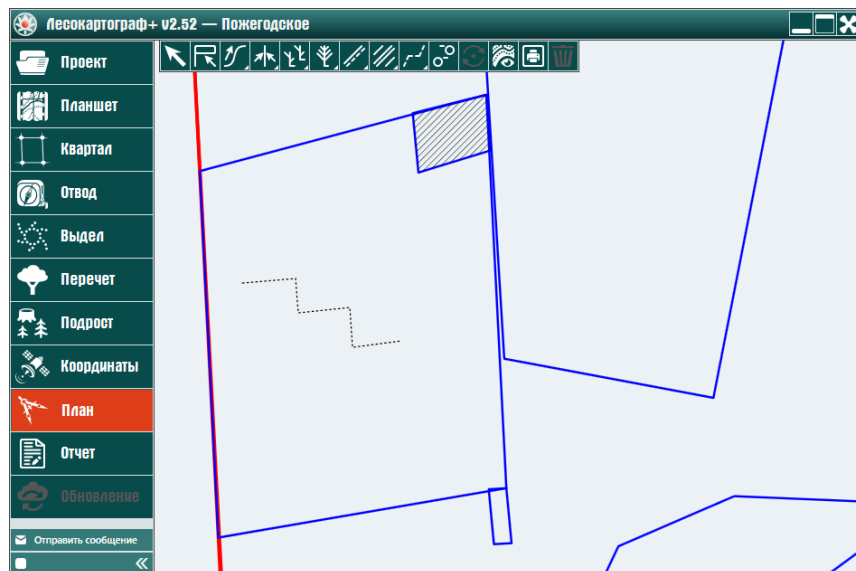 Лесокартограф+ v2.52 — Пожегодское
Проект
Планшет
Квартал
Отвод
Выдел
Перечет
Подрост
Координаты
План
Отчет
Обновление
Отправить сообщение